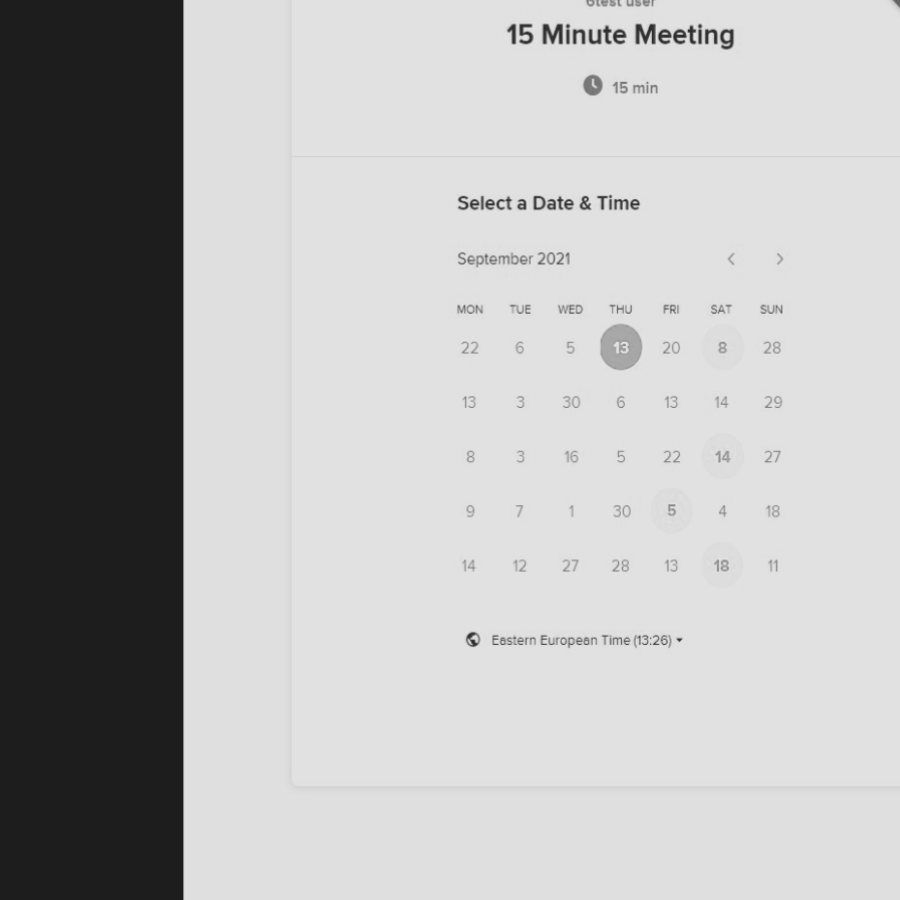 6test user
15 Minute Meeting
15 min
Select a Date & Time
September 2021
MON TUE WED THU FRI SAT SUN
22 6 5 13 20 8 28
13 3 30 6 13 14 29
8 3 16 5 22 14 27
9 7 1 30 5 4 18
14 12 27 28 13 18 11
Eastern European Time (13:26)